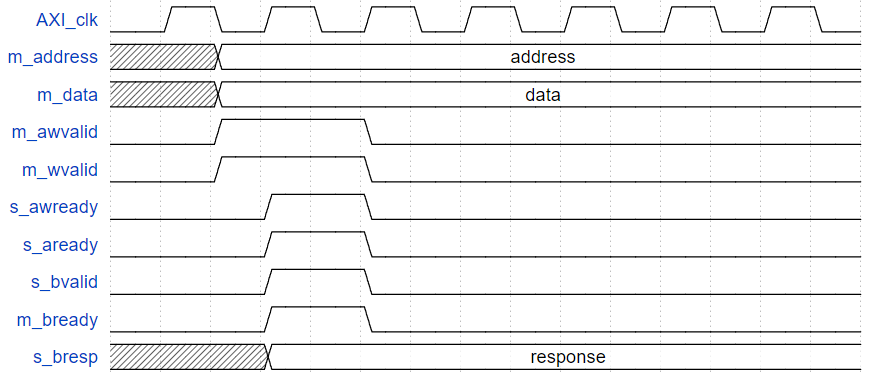 AXI_clk
m_address address
m_data data
m_awvalid
m_wvalid
s_awready
s_aready
s_bvalid
m_bready
s_bresp response